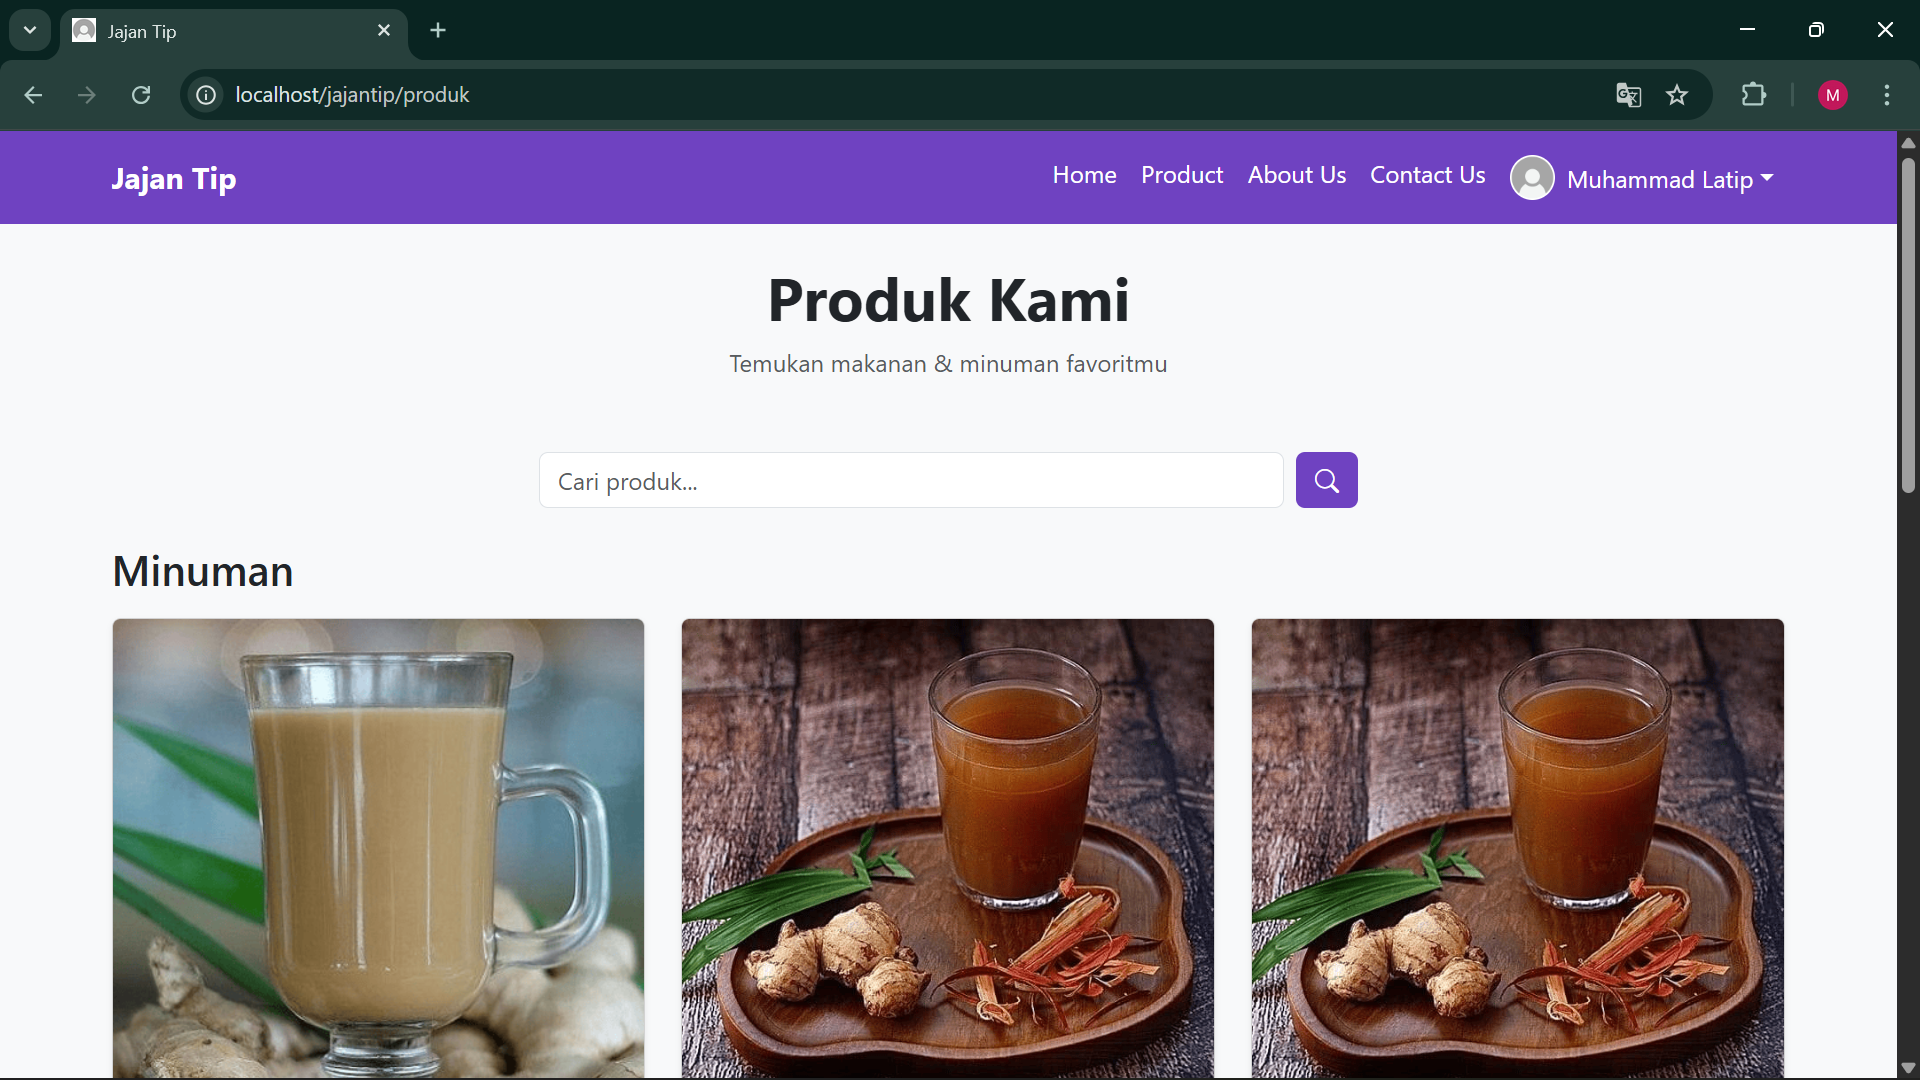 Jajan Tip
localhost/jajantip/produk
M
Jajan Tip
Home Product About Us Contact Us Muhammad Latip
Produk Kami
Temukan makanan & minuman favoritmu
Cari produk...
Minuman